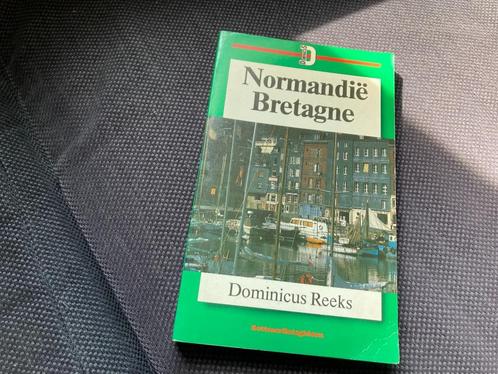 D
Normandië
Bretagne
Dominicus Reeks